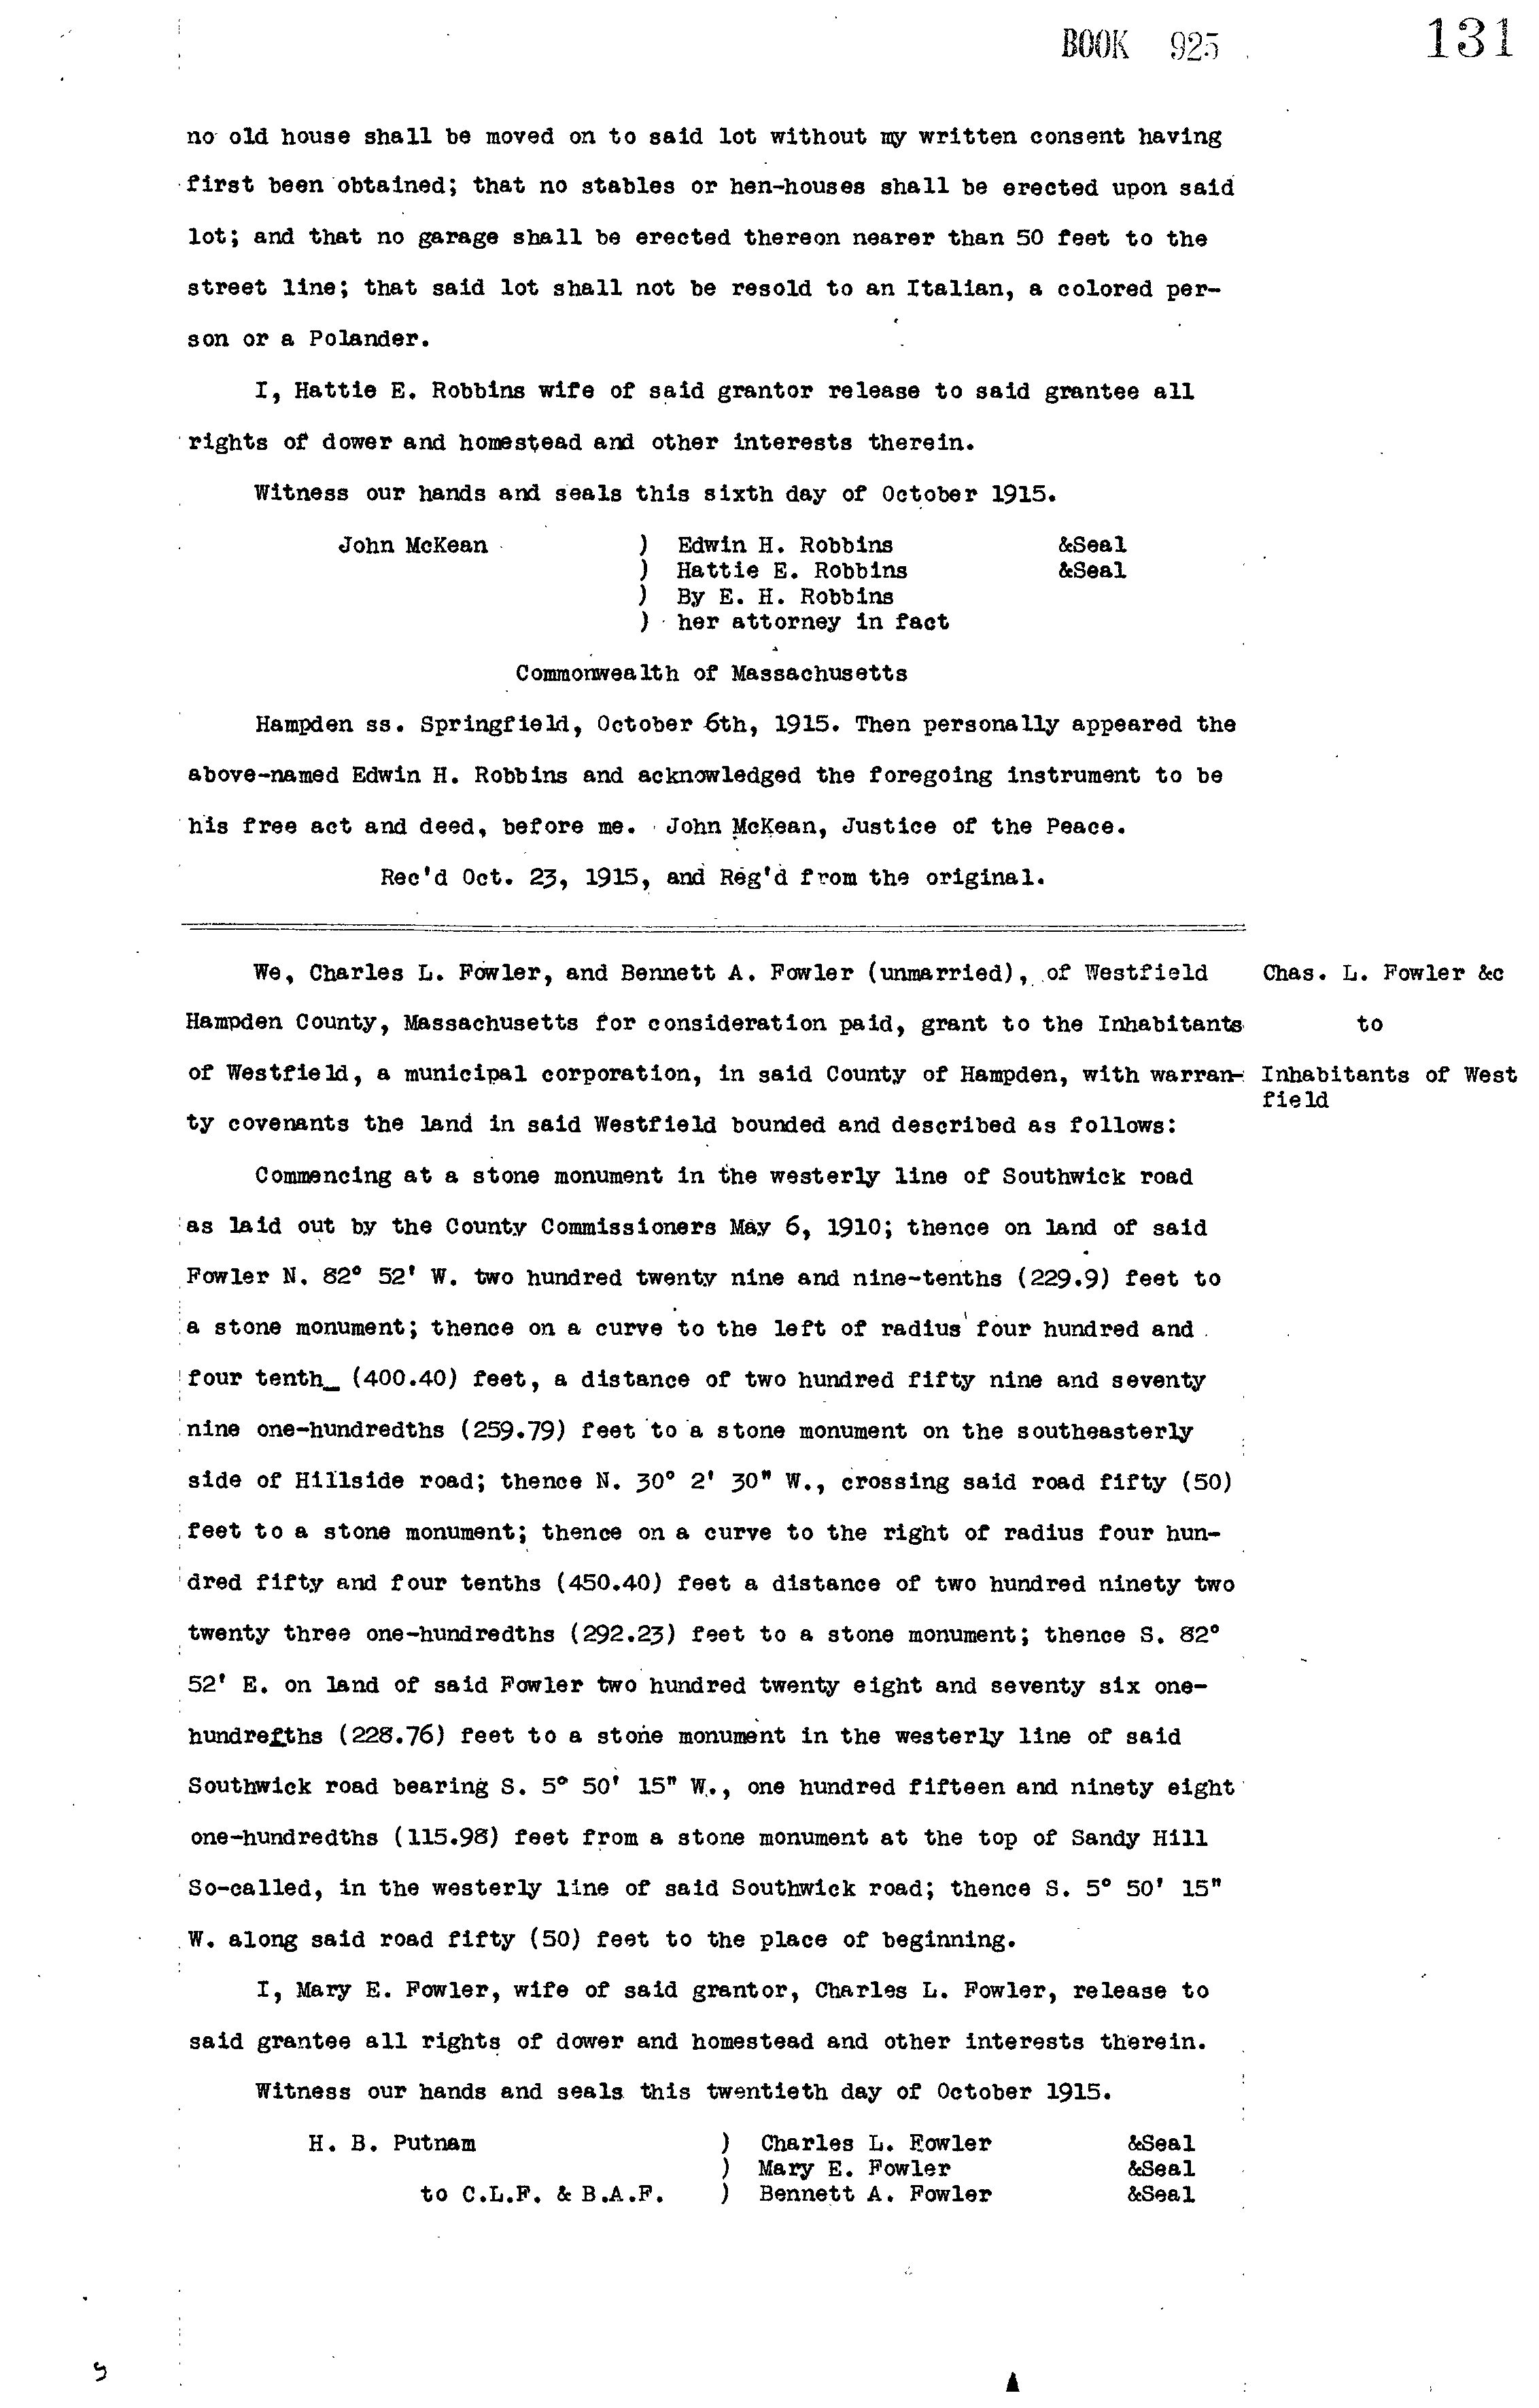 BOOK 925 131
no old house shall be moved on to said lot without my written consent having
first been obtained; that no stables or hen-houses shall be erected upon said
lot; and that no garage shall be erected thereon nearer than 50 feet to the
street line; that said lot shall not be resold to an Italian, a colored per-
son or a Polander.
I, Hattie E. Robbins wife of said grantor release to said grantee all
rights of dower and homestead and other interests therein.
Witness our hands and seals this sixth day of October 1915.
John McKean ) Edwin H. Robbins &Seal
) Hattie E. Robbins &Seal
) By E. H. Robbins
) her attorney in fact
Commonwealth of Massachusetts
Hampden ss. Springfield, October 6th, 1915. Then personally appeared the
above-named Edwin H. Robbins and acknowledged the foregoing instrument to be
his free act and deed, before me. John McKean, Justice of the Peace.
Rec'd Oct. 23, 1915, and Reg'd from the original.
We, Charles L. Fowler, and Bennett A. Fowler (unmarried), of Westfield
Hampden County, Massachusetts for consideration paid, grant to the Inhabitants
of Westfield, a municipal corporation, in said County of Hampden, with warran-
ty covenants the land in said Westfield bounded and described as follows:
Chas. L. Fowler &c
to
Inhabitants of West
field
Commencing at a stone monument in the westerly line of Southwick road
as laid out by the County Commissioners May 6, 1910; thence on land of said
Fowler N. 82° 52' W. two hundred twenty nine and nine-tenths (229.9) feet to
a stone monument; thence on a curve to the left of radius four hundred and
four tenth_ (400.40) feet, a distance of two hundred fifty nine and seventy
nine one-hundredths (259.79) feet to a stone monument on the southeasterly
side of Hillside road; thence N. 30° 2' 30" W., crossing said road fifty (50)
feet to a stone monument; thence on a curve to the right of radius four hun-
dred fifty and four tenths (450.40) feet a distance of two hundred ninety two
twenty three one-hundredths (292.23) feet to a stone monument; thence S. 82°
52' E. on land of said Fowler two hundred twenty eight and seventy six one-
hundrefths (228.76) feet to a stone monument in the westerly line of said
Southwick road bearing S. 5° 50' 15" W., one hundred fifteen and ninety eight
one-hundredths (115.98) feet from a stone monument at the top of Sandy Hill
So-called, in the westerly line of said Southwick road; thence S. 5° 50' 15"
W. along said road fifty (50) feet to the place of beginning.
I, Mary E. Fowler, wife of said grantor, Charles L. Fowler, release to
said grantee all rights of dower and homestead and other interests therein.
Witness our hands and seals this twentieth day of October 1915.
H. B. Putnam ) Charles L. Fowler &Seal
) Mary E. Fowler &Seal
to C.L.F. & B.A.F. ) Bennett A. Fowler &Seal